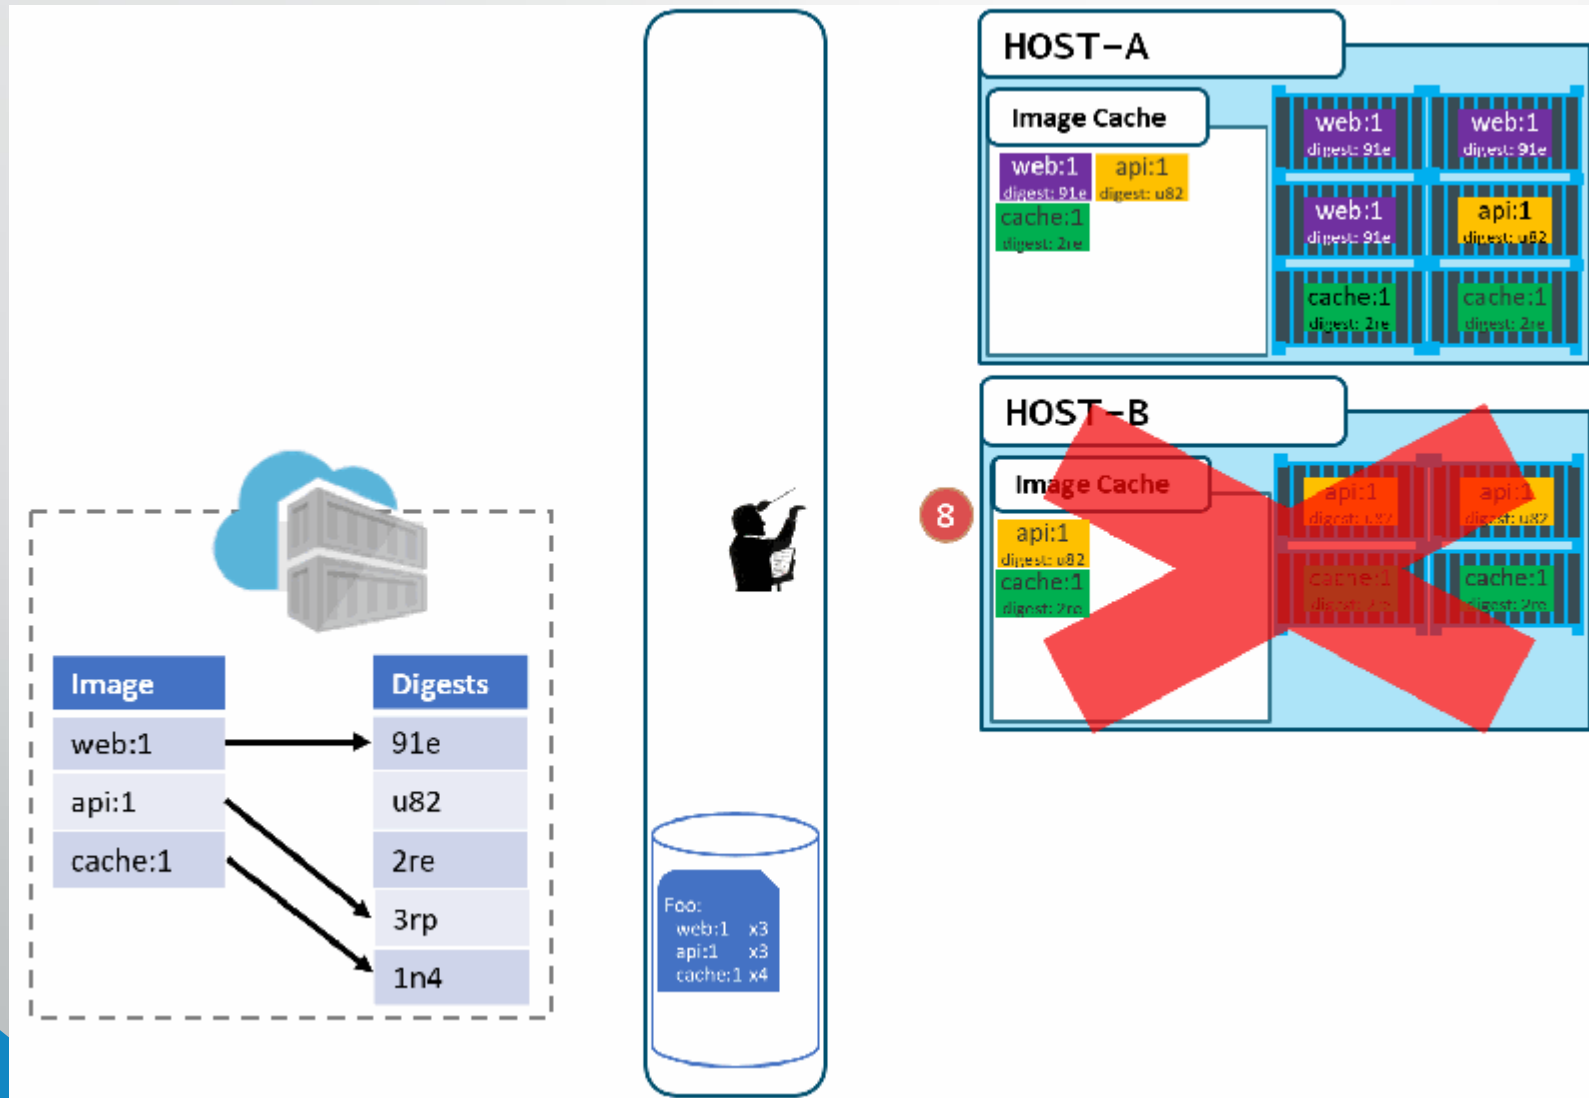 HOST-A
Image Cache
web:1
digest: 91e
api:1
digest: u82
cache:1
digest: 2re
web:1
digest: 91e
web:1
digest: 91e
web:1
digest: 91e
api:1
digest: u82
cache:1
digest: 2re
cache:1
digest: 2re
HOST-B
Image Cache
api:1
digest: u82
cache:1
digest: 2re
api:1
digest: u82
api:1
digest: u82
cache:1
digest: 2re
cache:1
digest: 2re
8
Image
web:1
api:1
cache:1
Digests
91e
u82
2re
3rp
1n4
Foo:
web:1 x3
api:1 x3
cache:1 x4